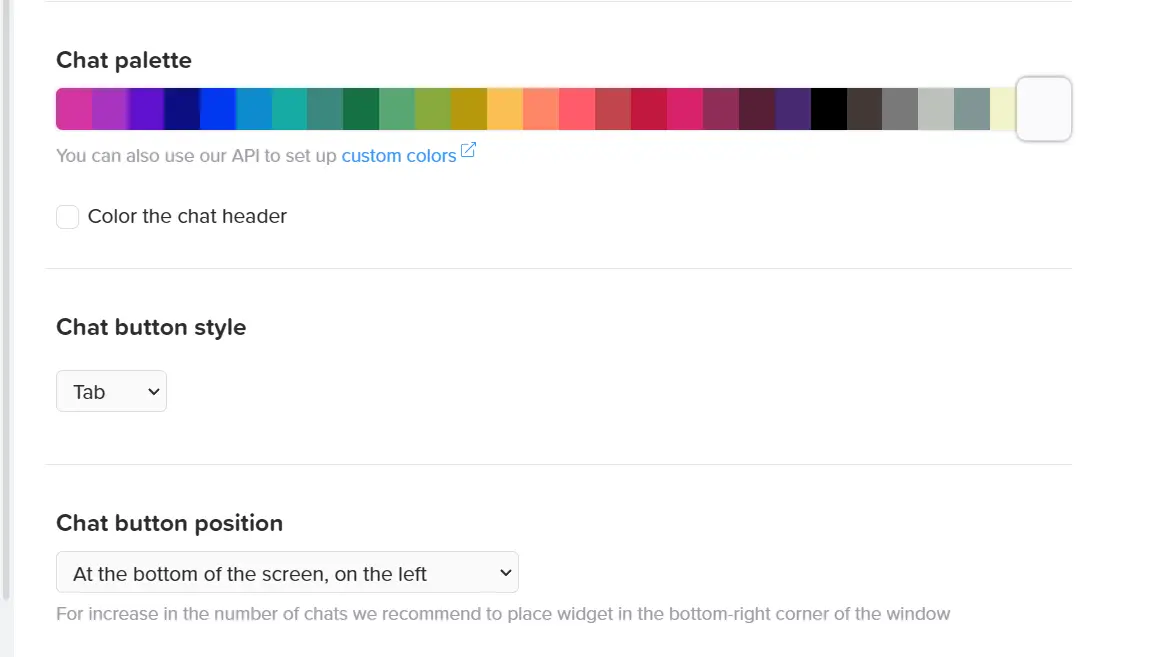 Chat palette
You can also use our API to set up custom colors
Color the chat header
Chat button style
Tab
Chat button position
At the bottom of the screen, on the left
For increase in the number of chats we recommend to place widget in the bottom-right corner of the window